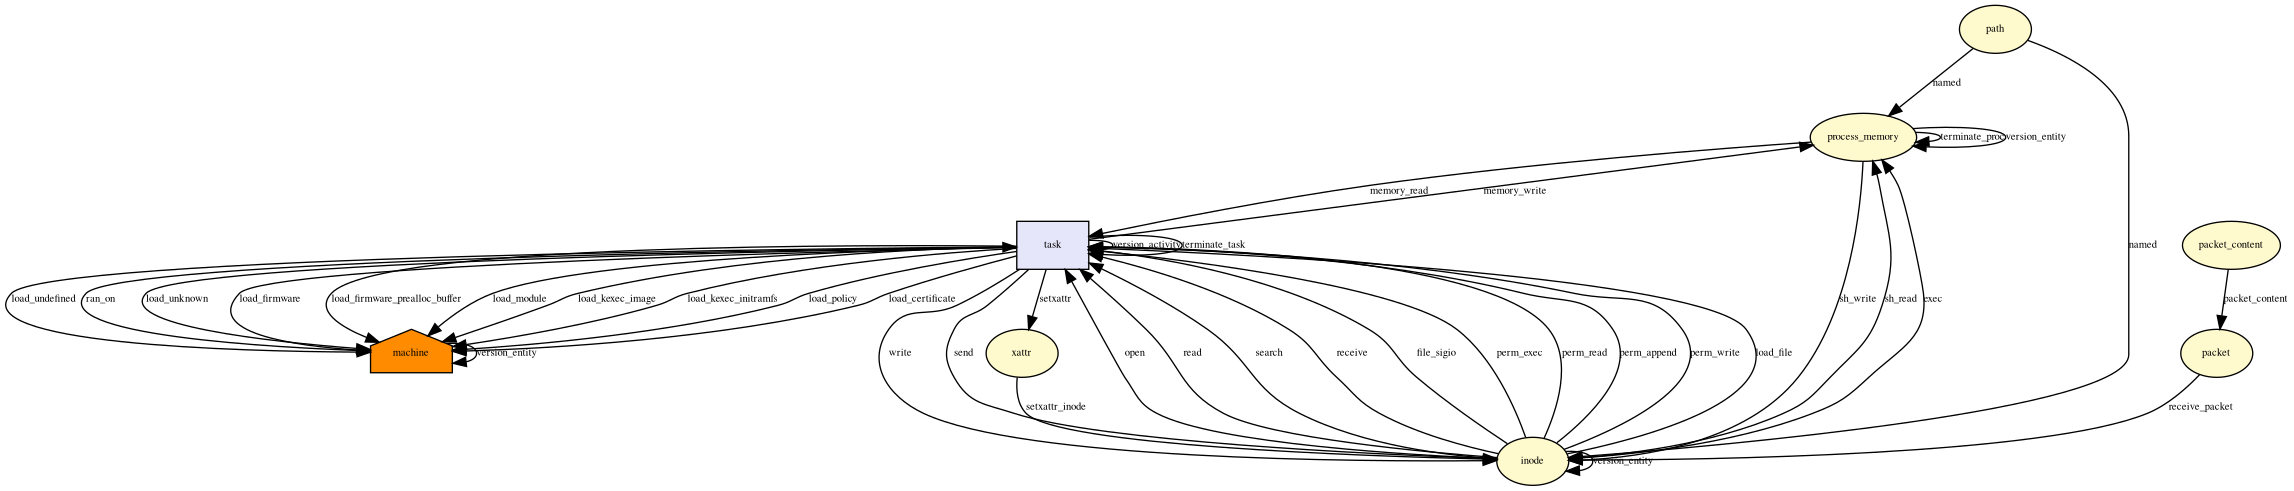 path
named
process_memory
terminate_proc
version_entity
memory_read
memory_write
task
version_activity
terminate_task
named
packet_content
load_undefined
ran_on
load_unknown
load_firmware
load_firmware_prealloc_buffer
load_module
load_kexec_image
load_kexec_initramfs
load_policy
load_certificate
setxattr
sh_write
sh_read
exec
packet_content
machine
version_entity
write
send
xattr
open
read
search
receive
file_sigio
perm_exec
perm_read
perm_append
perm_write
load_file
packet
setxattr_inode
receive_packet
inode
version_entity